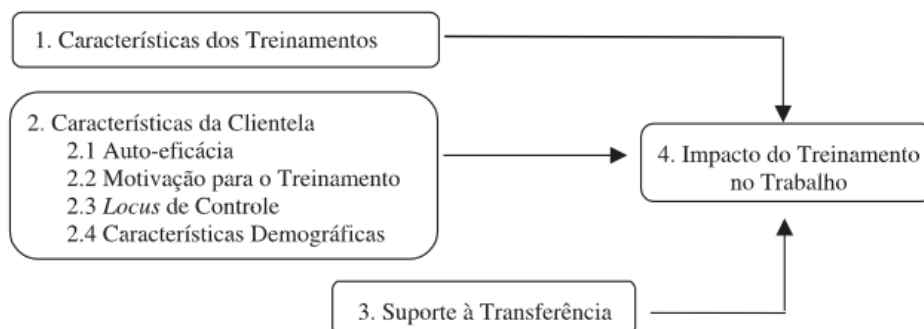 1. Características dos Treinamentos
2. Características da Clientela
2.1 Auto-eficácia
2.2 Motivação para o Treinamento
2.3 Locus de Controle
2.4 Características Demográficas
4. Impacto do Treinamento
no Trabalho
3. Suporte à Transferência